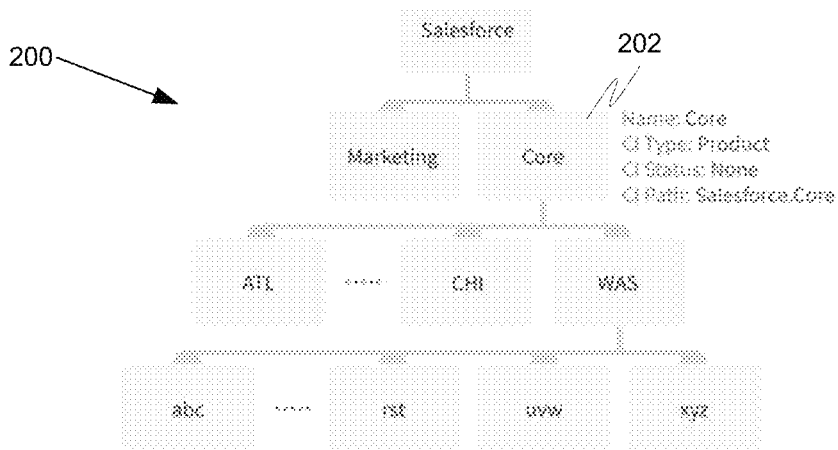 Salesforce
200
202
Marketing
Core
Name: Core
CI Type: Product
CI Status: None
CI Path: Salesforce.Core
ATL
CHI
WAS
abc
rst
uvw
xyz